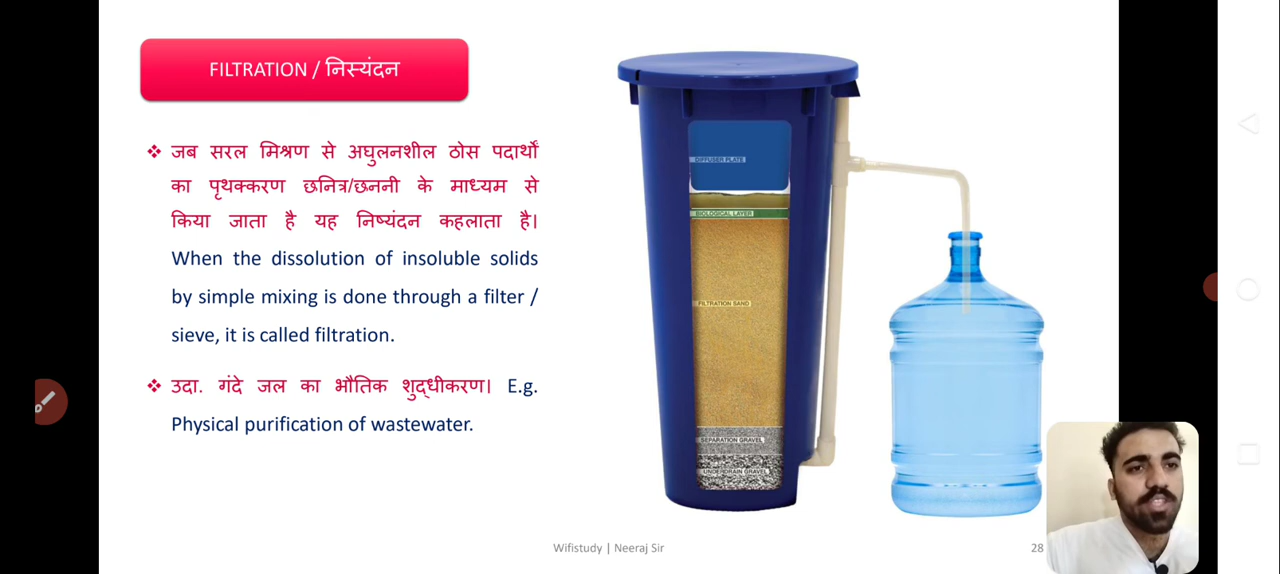 FILTRATION / निस्यंदन
❖ जब सरल मिश्रण से अघुलनशील ठोस पदार्थों
का पृथक्करण छनित्र/छननी के माध्यम से
किया जाता है यह निष्यंदन कहलाता है।
When the dissolution of insoluble solids
by simple mixing is done through a filter /
sieve, it is called filtration.
❖ उदा. गंदे जल का भौतिक शुद्धीकरण। E.g.
Physical purification of wastewater.
DIFFUSER PLATE
BIOLOGICAL LAYER
FILTRATION SAND
SEPARATION GRAVEL
UNDERDRAIN GRAVEL
Wifistudy | Neeraj Sir
28